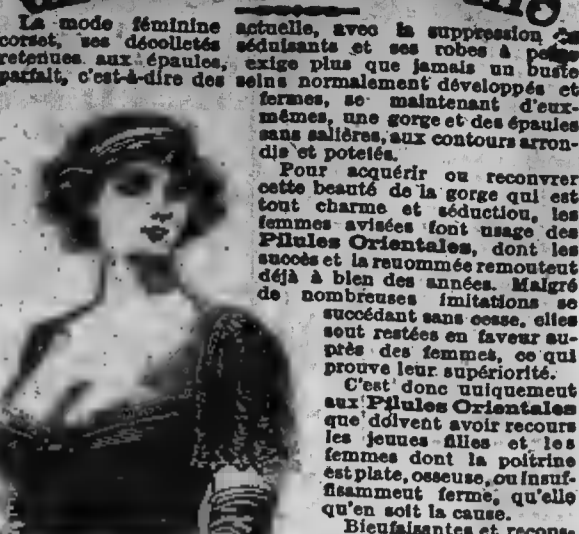 La mode féminine actuelle, avec la suppression du
corset, ses décolletés séduisants et ses robes à peine
retenues aux épaules, exige plus que jamais un buste
parfait, c'est-à-dire des seins normalement développés et
fermes, se maintenant d'eux-
mêmes, une gorge et des épaules
sans salières, aux contours arron-
dis et potelés.
Pour acquérir ou recouvrer
cette beauté de la gorge qui est
tout charme et séduction, les
femmes avisées font usage des
Pilules Orientales, dont les
succès et la renommée remontent
déjà à bien des années. Malgré
de nombreuses imitations se
succédant sans cesse, elles
sont restées en faveur au-
près des femmes, ce qui
prouve leur supériorité.
C'est donc uniquement
aux Pilules Orientales
que doivent avoir recours
les jeunes filles et les
femmes dont la poitrine
est plate, osseuse, ou insuf-
fisamment ferme, qu'elle
qu'en soit la cause.
Bienfaisantes et recons-